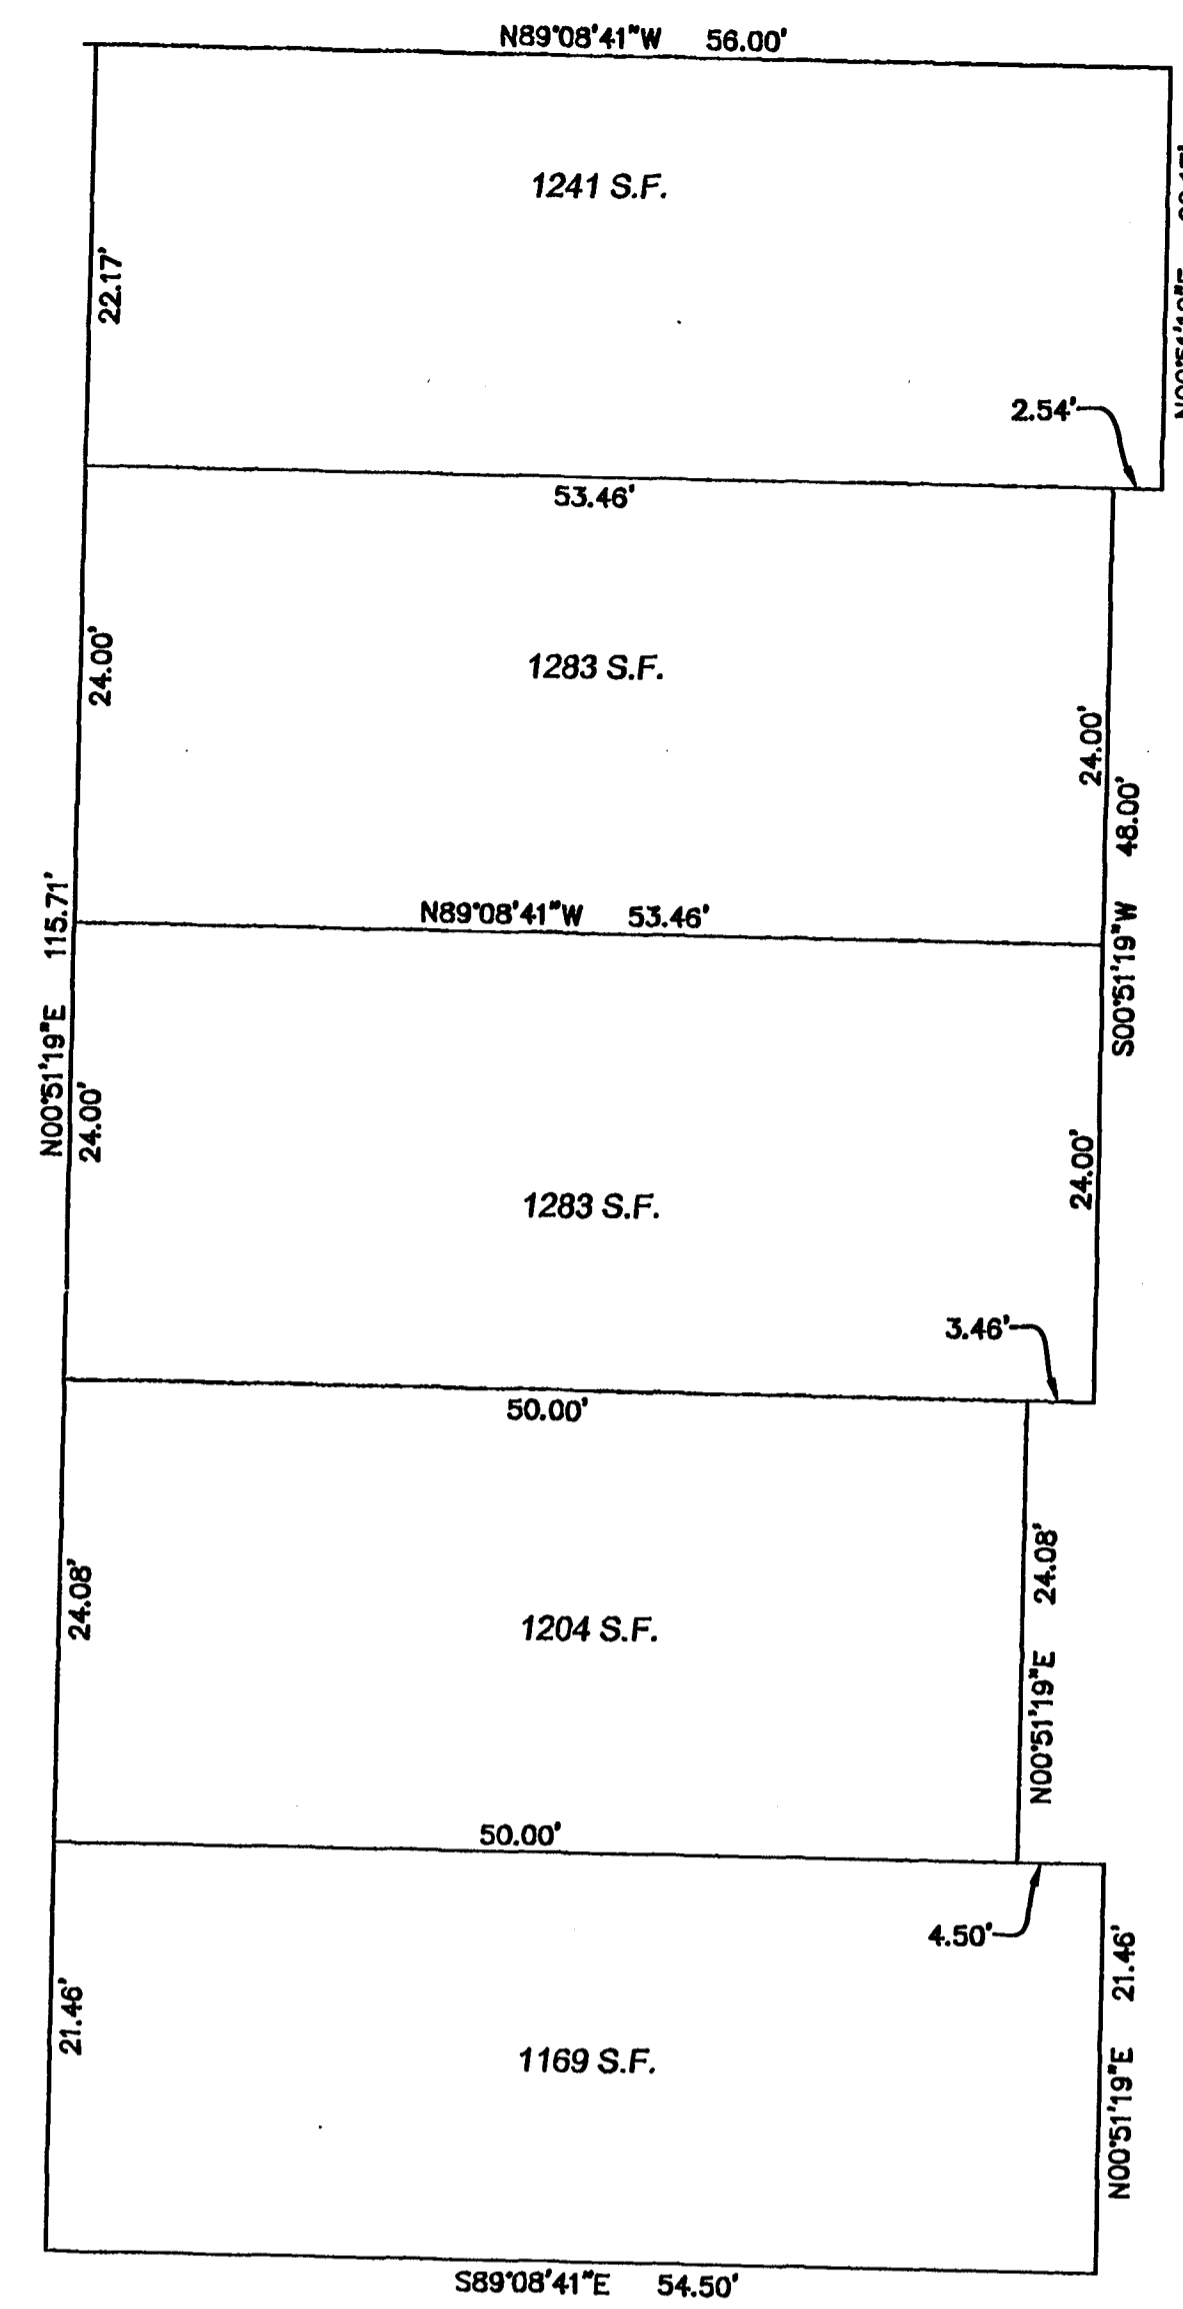 N89°08'41"W 56.00'
1241 S.F.
22.17'
2.54'
53.46'
1283 S.F.
24.00'
24.00'
S00°51'19"W 48.00'
N89°08'41"W 53.46'
N00°51'19"E 115.71'
24.00'
24.00'
1283 S.F.
3.46'
50.00'
24.08'
1204 S.F.
N00°51'19"E 24.08'
50.00'
4.50'
21.46'
1169 S.F.
N00°51'19"E 21.46'
S89°08'41"E 54.50'